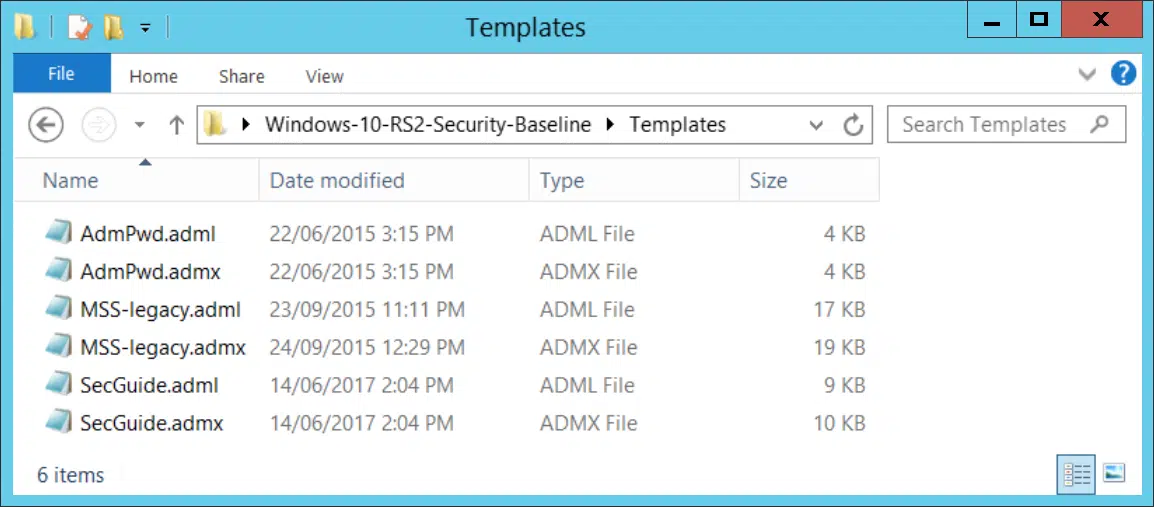 Templates
File Home Share View
Windows-10-RS2-Security-Baseline Templates Search Templates
Name Date modified Type Size
AdmPwd.adml 22/06/2015 3:15 PM ADML File 4 KB
AdmPwd.admx 22/06/2015 3:15 PM ADMX File 4 KB
MSS-legacy.adml 23/09/2015 11:11 PM ADML File 17 KB
MSS-legacy.admx 24/09/2015 12:29 PM ADMX File 19 KB
SecGuide.adml 14/06/2017 2:04 PM ADML File 9 KB
SecGuide.admx 14/06/2017 2:04 PM ADMX File 10 KB
6 items